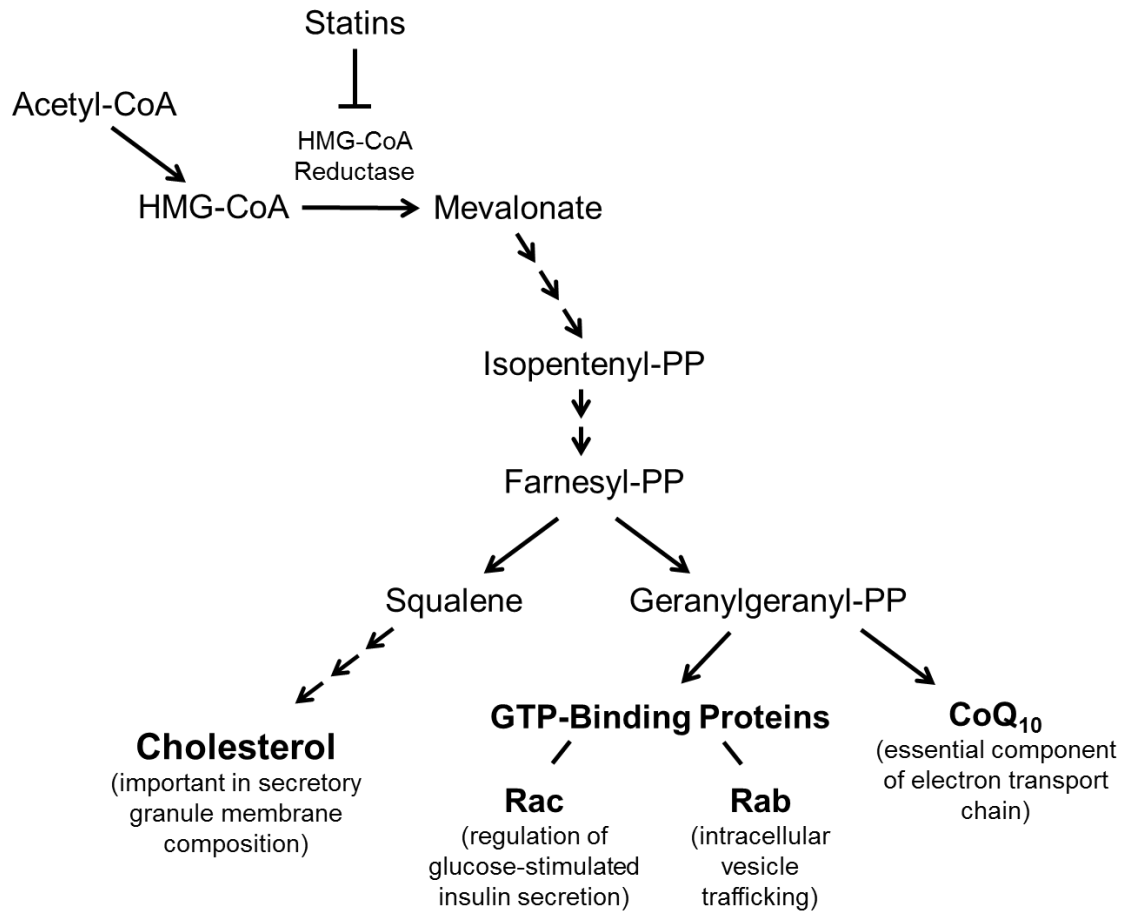 Statins
Acetyl-CoA
HMG-CoA
Reductase
HMG-CoA
Mevalonate
Isopentenyl-PP
Farnesyl-PP
Squalene
Geranylgeranyl-PP
Cholesterol
(important in secretory
granule membrane
composition)
GTP-Binding Proteins
Rac
(regulation of
glucose-stimulated
insulin secretion)
Rab
(intracellular
vesicle
trafficking)
CoQ₁₀
(essential component
of electron transport
chain)